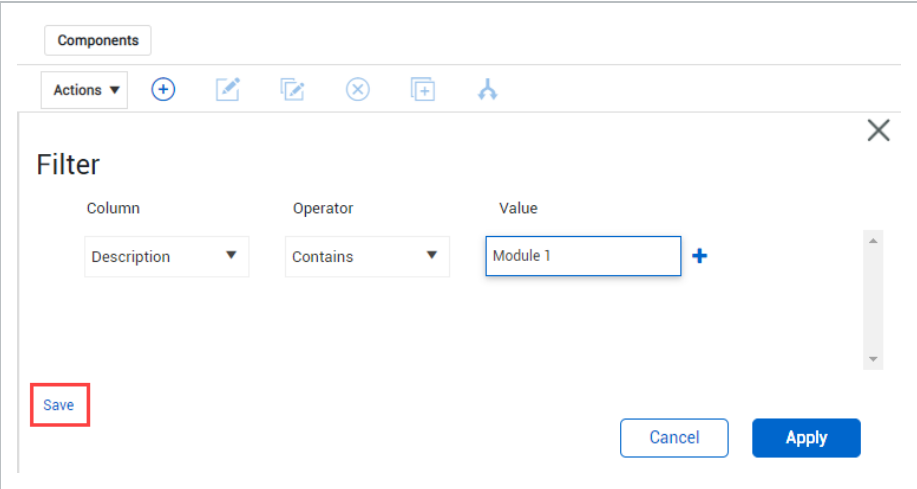 Components
Actions
Filter
Column Operator Value
Description Contains Module 1
Save
Cancel Apply